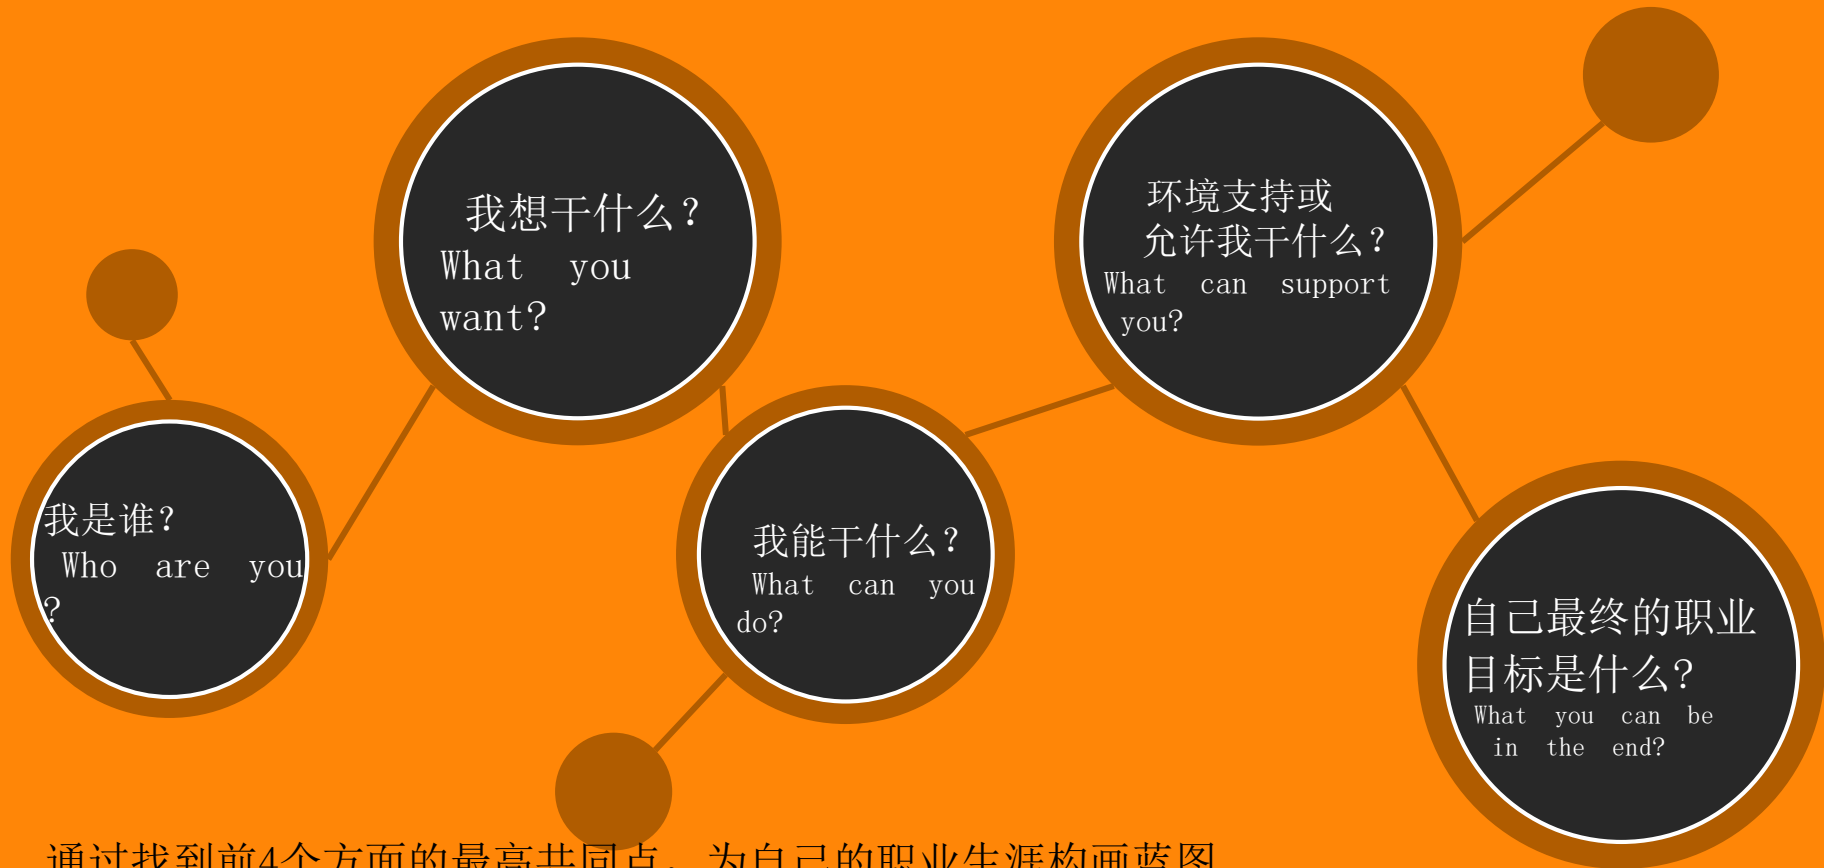 我想干什么？
What you
want?
环境支持或
允许我干什么？
What can support
you?
我是谁？
Who are you
?
我能干什么？
What can you
do?
自己最终的职业
目标是什么?
What you can be
in the end?
通过找到前4个方面的最高共同点，为自己的职业生涯构画蓝图